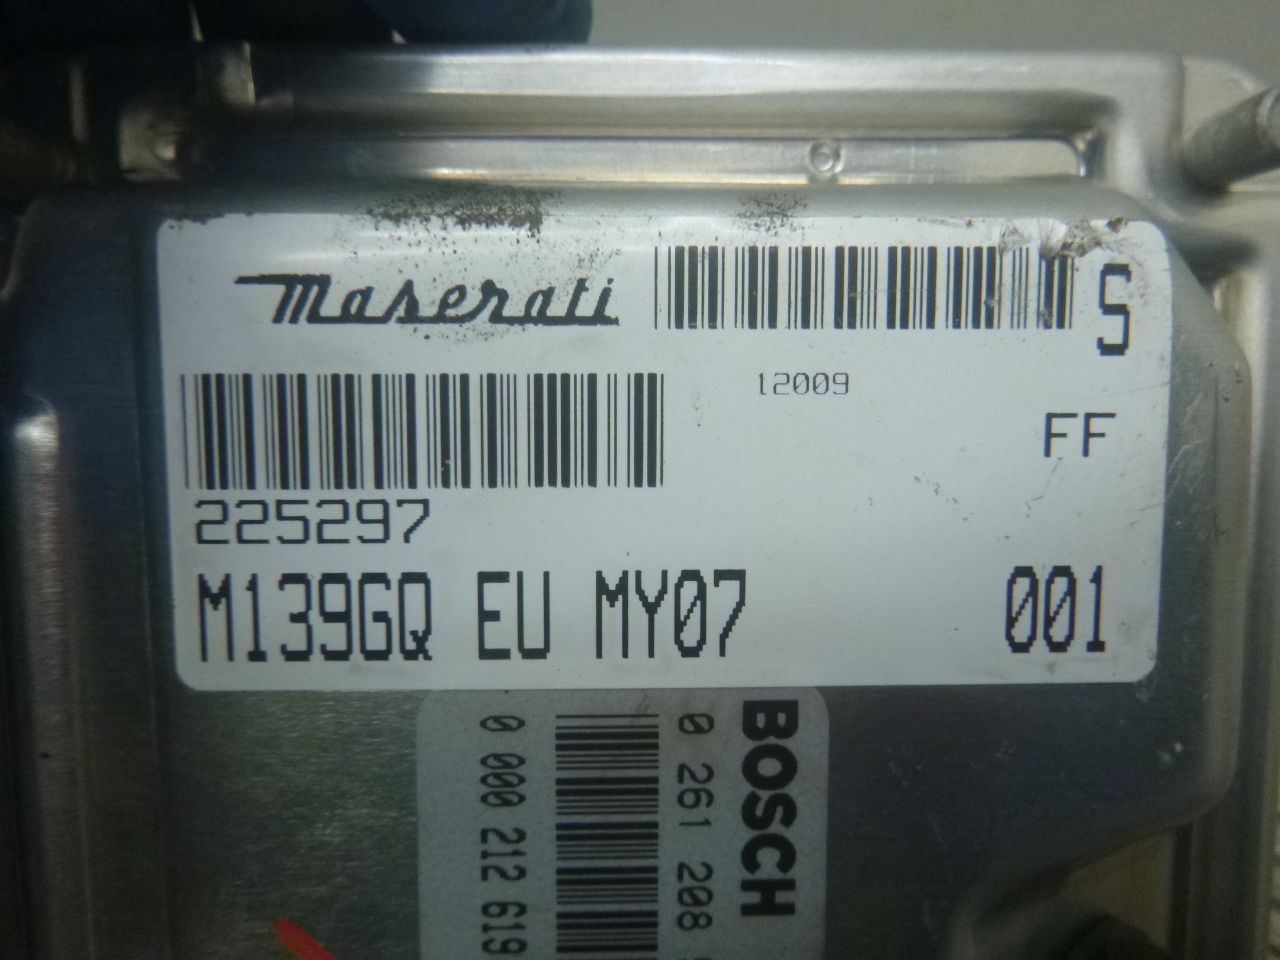 Maserati
S
12009
FF
225297
M139GQ EU MY07 001
BOSCH
0 261 208
0 000 212 619